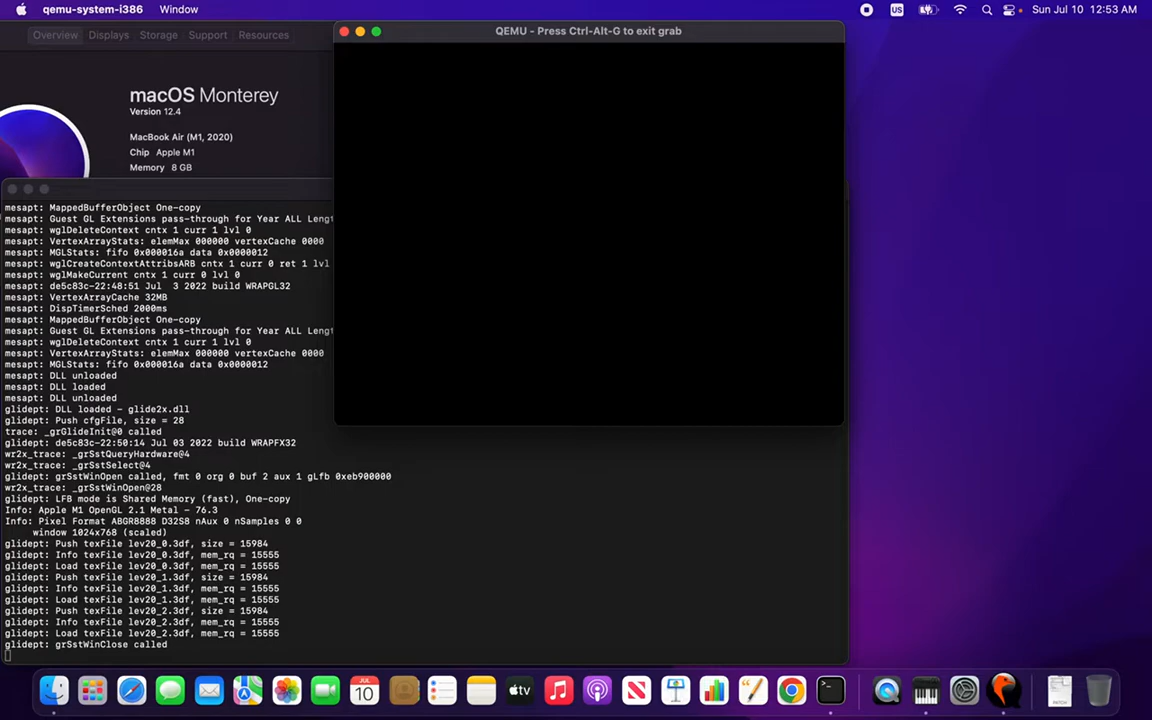 qemu-system-i386 Window US Sun Jul 10 12:53 AM
Overview Displays Storage Support Resources
QEMU - Press Ctrl-Alt-G to exit grab
macOS Monterey
Version 12.4
MacBook Air (M1, 2020)
Chip Apple M1
Memory 8 GB
mesapt: MappedBufferObject One-copy
mesapt: Guest GL Extensions pass-through for Year ALL Lengt
mesapt: wglDeleteContext cntx 1 curr 1 lvl 0
mesapt: VertexArrayStats: elemMax 000000 vertexCache 0000
mesapt: MGLStats: fifo 0x000016a data 0x0000012
mesapt: wglCreateContextAttribsARB cntx 1 curr 0 ret 1 lvl
mesapt: wglMakeCurrent cntx 1 curr 0 lvl 0
mesapt: de5c83c-22:48:51 Jul  3 2022 build WRAPGL32
mesapt: VertexArrayCache 32MB
mesapt: DispTimerSched 2000ms
mesapt: MappedBufferObject One-copy
mesapt: Guest GL Extensions pass-through for Year ALL Lengt
mesapt: wglDeleteContext cntx 1 curr 1 lvl 0
mesapt: VertexArrayStats: elemMax 000000 vertexCache 0000
mesapt: MGLStats: fifo 0x000016a data 0x0000012
mesapt: DLL unloaded
mesapt: DLL loaded
mesapt: DLL unloaded
glidept: DLL loaded - glide2x.dll
glidept: Push cfgFile, size = 28
trace: _grGlideInit@0 called
glidept: de5c83c-22:50:14 Jul 03 2022 build WRAPFX32
wr2x_trace: _grSstQueryHardware@4
wr2x_trace: _grSstSelect@4
glidept: grSstWinOpen called, fmt 0 org 0 buf 2 aux 1 gLfb 0xeb900000
wr2x_trace: _grSstWinOpen@28
glidept: LFB mode is Shared Memory (fast), One-copy
Info: Apple M1 OpenGL 2.1 Metal - 76.3
Info: Pixel Format ABGR8888 D32S8 nAux 0 nSamples 0 0
window 1024x768 (scaled)
glidept: Push texFile lev20_0.3df, size = 15984
glidept: Info texFile lev20_0.3df, mem_rq = 15555
glidept: Load texFile lev20_0.3df, mem_rq = 15555
glidept: Push texFile lev20_1.3df, size = 15984
glidept: Info texFile lev20_1.3df, mem_rq = 15555
glidept: Load texFile lev20_1.3df, mem_rq = 15555
glidept: Push texFile lev20_2.3df, size = 15984
glidept: Info texFile lev20_2.3df, mem_rq = 15555
glidept: Load texFile lev20_2.3df, mem_rq = 15555
glidept: grSstWinClose called
JUL
10
tv
PATCH